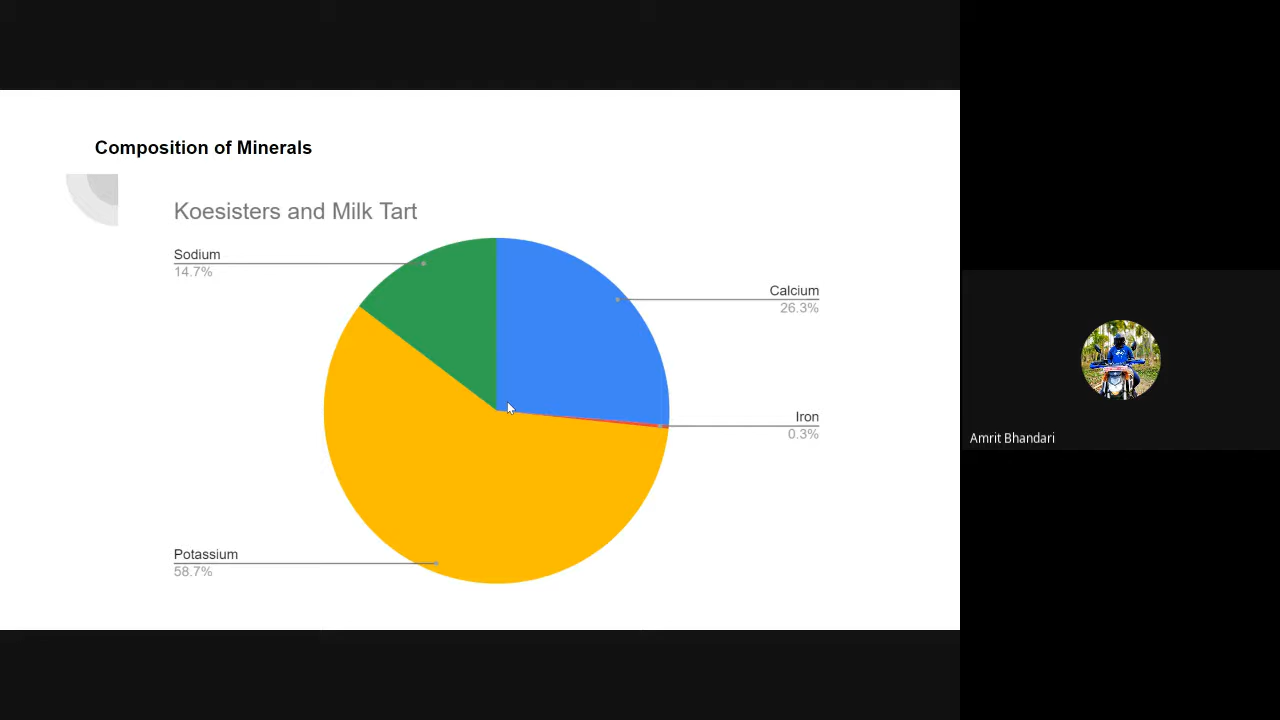 Composition of Minerals
Koesisters and Milk Tart
Sodium
14.7%
Calcium
26.3%
Iron
0.3%
Potassium
58.7%
Amrit Bhandari